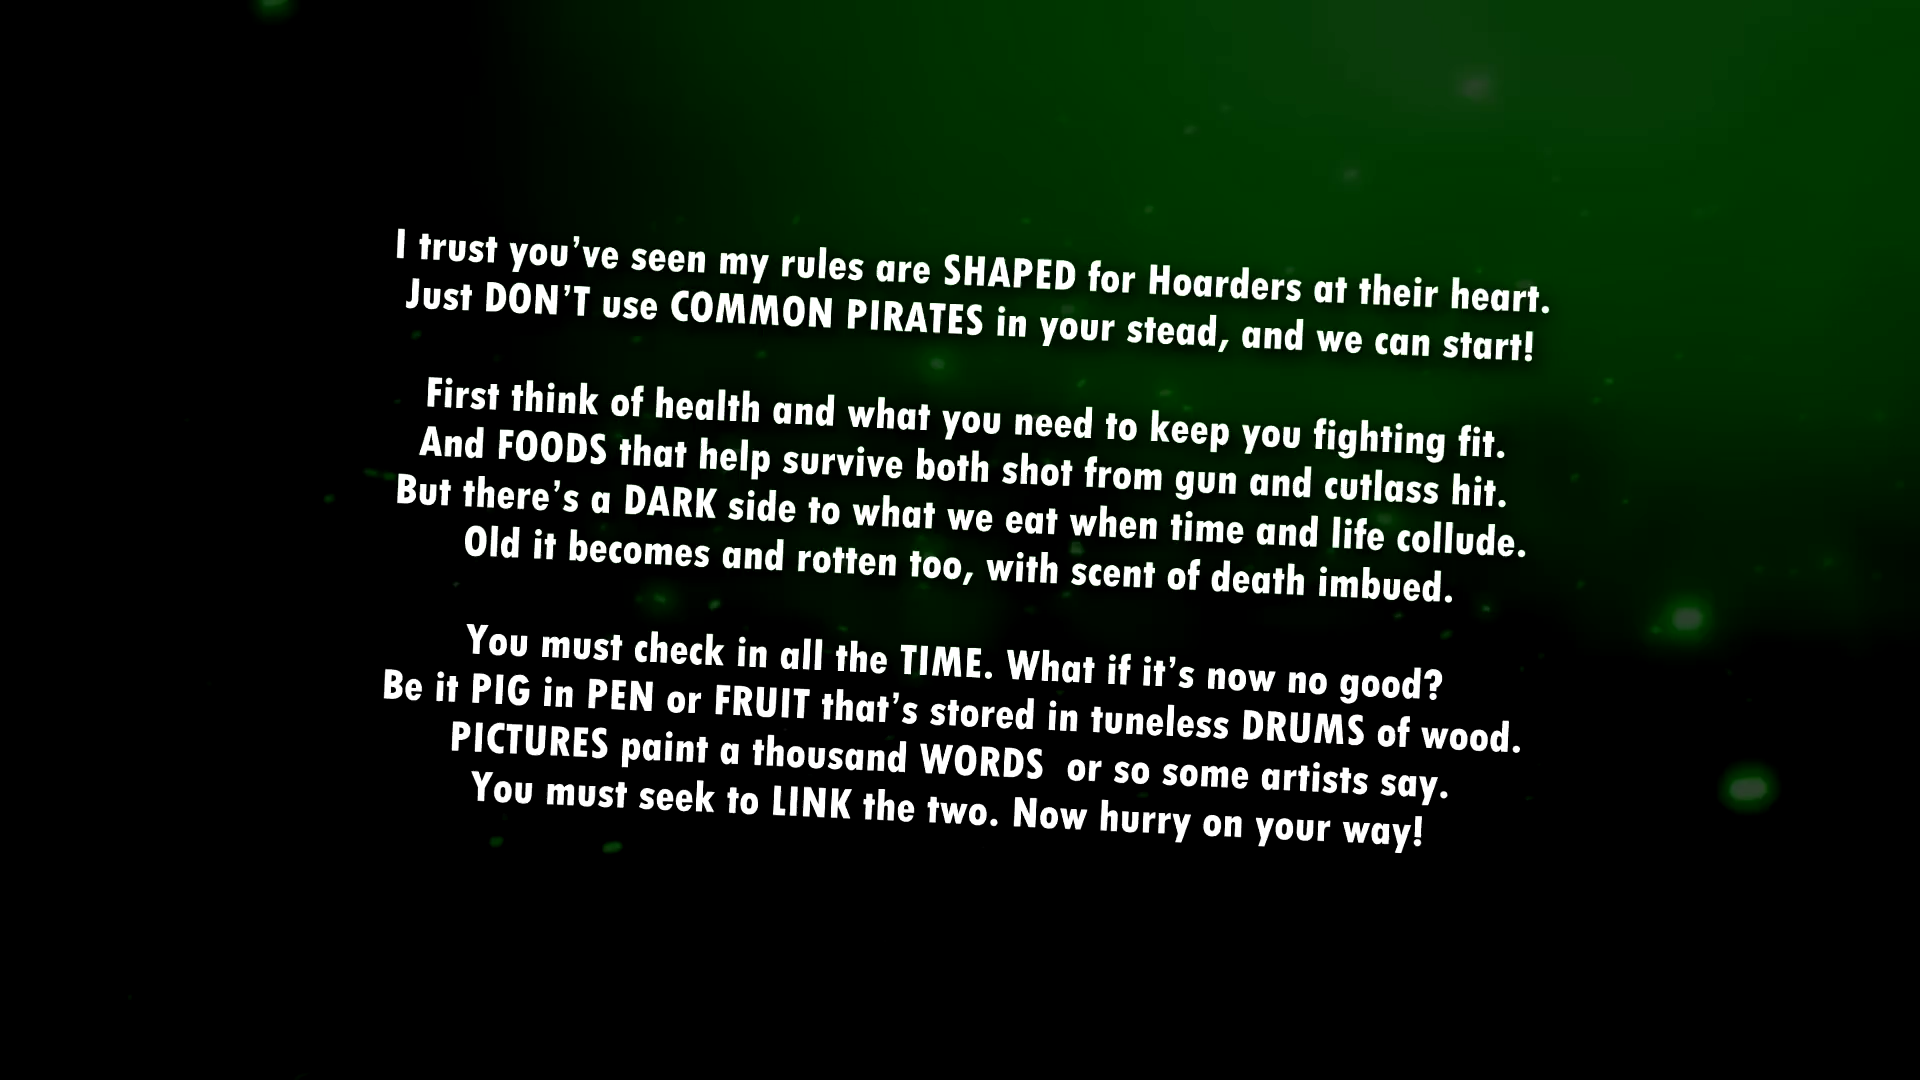 I trust you’ve seen my rules are SHAPED for Hoarders at their heart.
Just DON’T use COMMON PIRATES in your stead, and we can start!
First think of health and what you need to keep you fighting fit.
And FOODS that help survive both shot from gun and cutlass hit.
But there’s a DARK side to what we eat when time and life collude.
Old it becomes and rotten too, with scent of death imbued.
You must check in all the TIME. What if it’s now no good?
Be it PIG in PEN or FRUIT that’s stored in tuneless DRUMS of wood.
PICTURES paint a thousand WORDS  or so some artists say.
You must seek to LINK the two. Now hurry on your way!